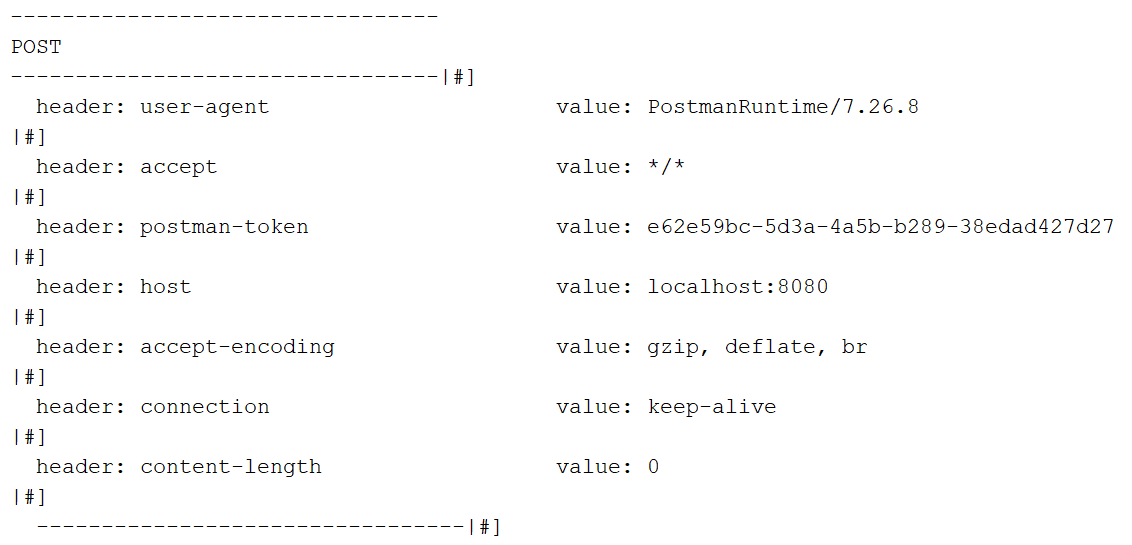 ---------------------------------
POST
---------------------------------|#]
header: user-agent value: PostmanRuntime/7.26.8
|#]
header: accept value: */*
|#]
header: postman-token value: e62e59bc-5d3a-4a5b-b289-38edad427d27
|#]
header: host value: localhost:8080
|#]
header: accept-encoding value: gzip, deflate, br
|#]
header: connection value: keep-alive
|#]
header: content-length value: 0
|#]
---------------------------------|#]